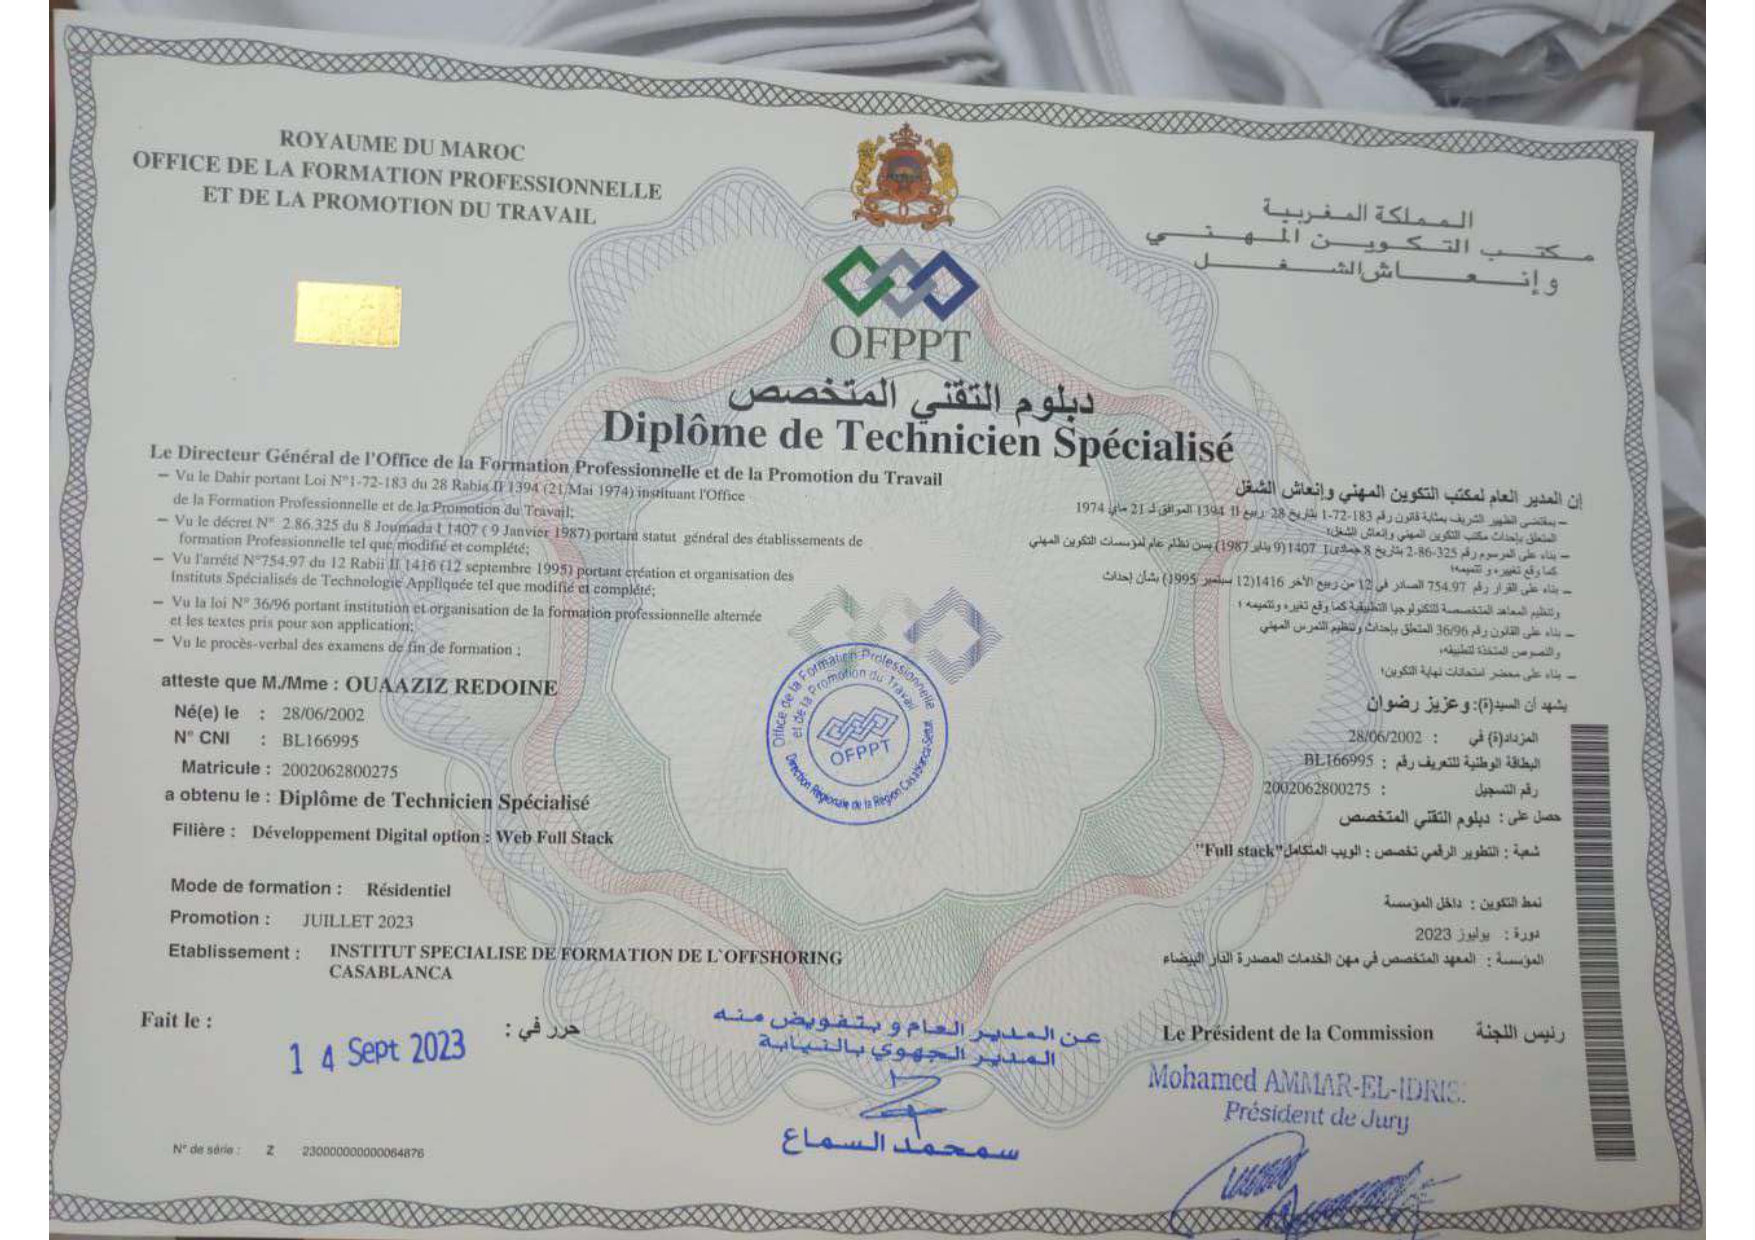 ROYAUME DU MAROC
OFFICE DE LA FORMATION PROFESSIONNELLE
ET DE LA PROMOTION DU TRAVAIL
المملكة المغربية
مكتب التكوين المهني
وإنعاش الشغل
OFPPT
دبلوم التقني المتخصص
Diplôme de Technicien Spécialisé
Le Directeur Général de l'Office de la Formation Professionnelle et de la Promotion du Travail
– Vu le Dahir portant Loi N°1-72-183 du 28 Rabia II 1394 (21 Mai 1974) instituant l'Office
de la Formation Professionnelle et de la Promotion du Travail;
– Vu le décret N° 2.86.325 du 8 Joumada I 1407 ( 9 Janvier 1987) portant statut général des établissements de
formation Professionnelle tel que modifié et complété;
– Vu l'arrêté N°754.97 du 12 Rabii II 1416 (12 septembre 1995) portant création et organisation des
Instituts Spécialisés de Technologie Appliquée tel que modifié et complété;
– Vu la loi N° 36/96 portant institution et organisation de la formation professionnelle alternée
et les textes pris pour son application;
– Vu le procès-verbal des examens de fin de formation ;
إن المدير العام لمكتب التكوين المهني وإنعاش الشغل
– بمقتضى الظهير الشريف بمثابة قانون رقم 183-72-1 بتاريخ 28 ربيع II 1394 الموافق لـ 21 ماي 1974
المتعلق بإحداث مكتب التكوين المهني وإنعاش الشغل؛
– بناء على المرسوم رقم 325-86-2 بتاريخ 8 جمادى I 1407 (9 يناير 1987) بسن نظام عام لمؤسسات التكوين المهني
كما وقع تغييره و تتميمه؛
– بناء على القرار رقم 754.97 الصادر في 12 من ربيع الآخر 1416(12 سبتمبر 1995) بشأن إحداث
وتنظيم المعاهد المتخصصة للتكنولوجيا التطبيقية كما وقع تغيره وتتميمه ؛
– بناء على القانون رقم 36/96 المتعلق بإحداث وتنظيم التمرس المهني
والنصوص المتخذة لتطبيقه،
– بناء على محضر امتحانات نهاية التكوين؛
atteste que M./Mme : OUAAZIZ REDOINE
Né(e) le : 28/06/2002
N° CNI : BL166995
Matricule : 2002062800275
a obtenu le : Diplôme de Technicien Spécialisé
Filière : Développement Digital option : Web Full Stack
Mode de formation : Résidentiel
Promotion : JUILLET 2023
Etablissement : INSTITUT SPECIALISE DE FORMATION DE L`OFFSHORING
CASABLANCA
يشهد أن السيد(ة): وعزيز رضوان
المزداد(ة) في : 28/06/2002
البطاقة الوطنية للتعريف رقم : BL166995
رقم التسجيل : 2002062800275
حصل على : دبلوم التقني المتخصص
شعبة : التطوير الرقمي تخصص : الويب المتكامل"Full stack"
نمط التكوين : داخل المؤسسة
دورة : يوليوز 2023
المؤسسة : المعهد المتخصص في مهن الخدمات المصدرة الدار البيضاء
Office de la Formation Professionnelle
et de la Promotion du Travail
OFPPT
Direction Régionale de la Région Casablanca-Settat
Fait le :
14 Sept 2023
حرر في :
عن المدير العام و بتفويض منه
المدير الجهوي بالنيابة
سمحمد السماع
Le Président de la Commission رئيس اللجنة
Mohamed AMMAR-EL-IDRIS
Président de Jury
N° de série : Z 230000000000064876